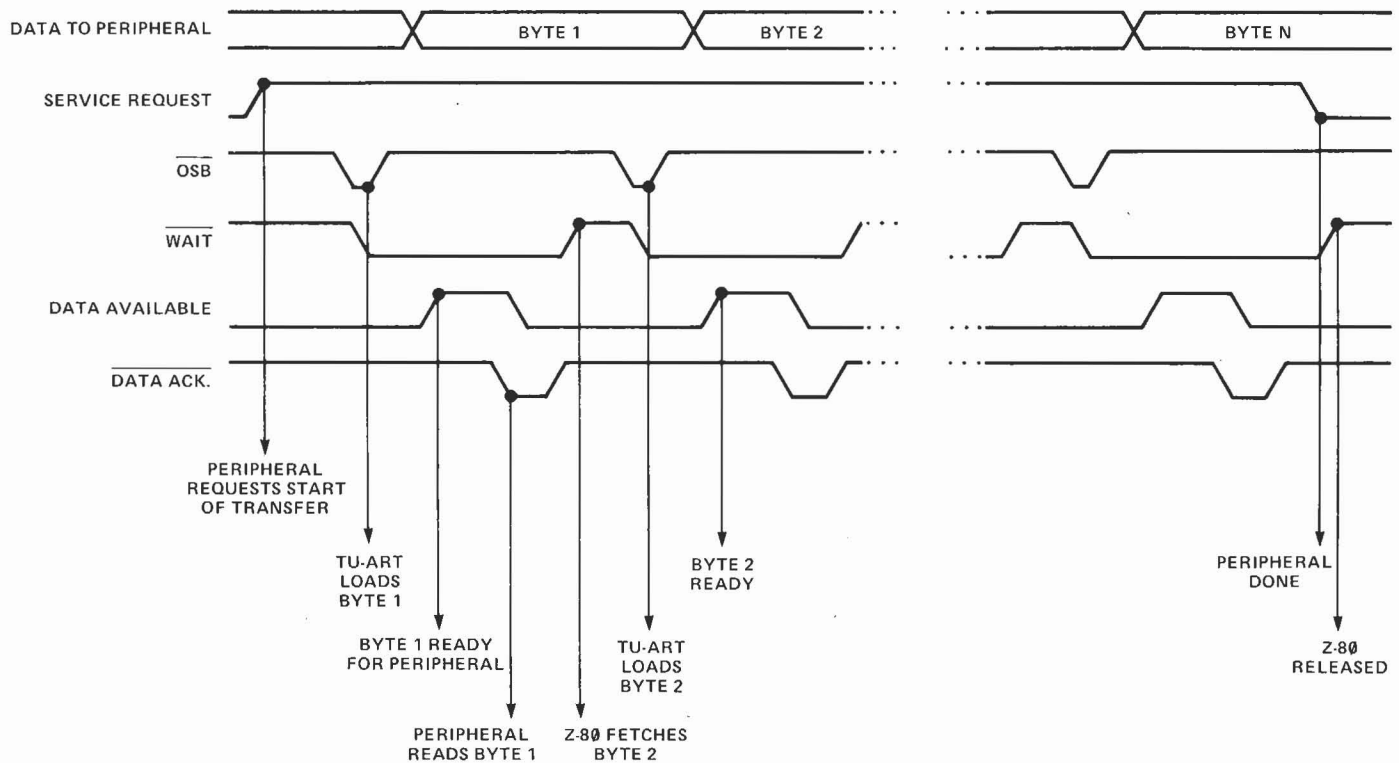 DATA TO PERIPHERAL
BYTE 1
BYTE 2
BYTE N
SERVICE REQUEST
OSB
WAIT
DATA AVAILABLE
DATA ACK.
PERIPHERAL
REQUESTS START
OF TRANSFER
TU-ART
LOADS
BYTE 1
BYTE 1 READY
FOR PERIPHERAL
PERIPHERAL
READS BYTE 1
Z-8Ø FETCHES
BYTE 2
TU-ART
LOADS
BYTE 2
BYTE 2
READY
PERIPHERAL
DONE
Z-8Ø
RELEASED